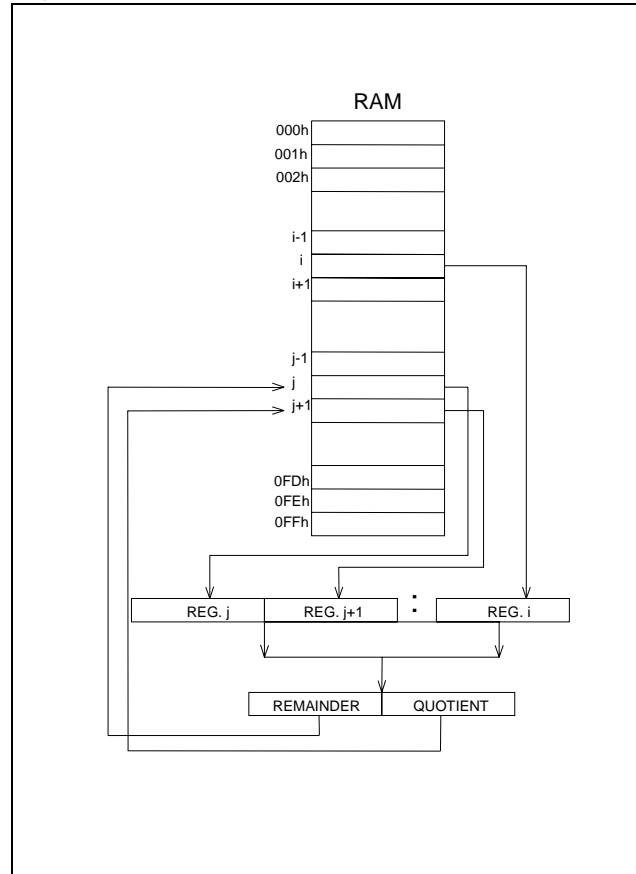 RAM
000h
001h
002h
i-1
i
i+1
j-1
j
j+1
0FDh
0FEh
0FFh
REG. j REG. j+1 : REG. i
REMAINDER QUOTIENT